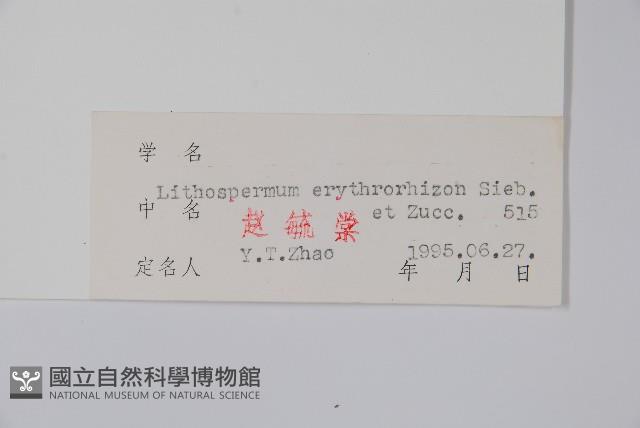 学 名
Lithospermum erythrorhizon Sieb.
中 名 et Zucc. 515
赵 毓 棠
Y.T.Zhao 1995.06.27.
定名人 年 月 日
國立自然科學博物館
NATIONAL MUSEUM OF NATURAL SCIENCE